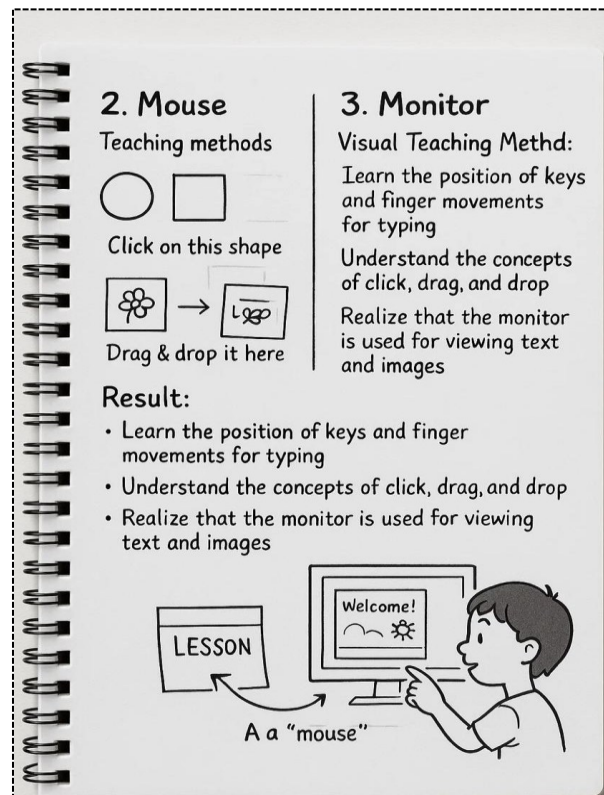 2. Mouse
Teaching methods
Click on this shape
Drag & drop it here
3. Monitor
Visual Teaching Methd:
Iearn the position of keys
and finger movements
for typing
Understand the concepts
of click, drag, and drop
Realize that the monitor
is used for viewing text
and images
Result:
• Learn the position of keys and finger
movements for typing
• Understand the concepts of click, drag, and drop
• Realize that the monitor is used for viewing
text and images
LESSON
Welcome!
A a “mouse”